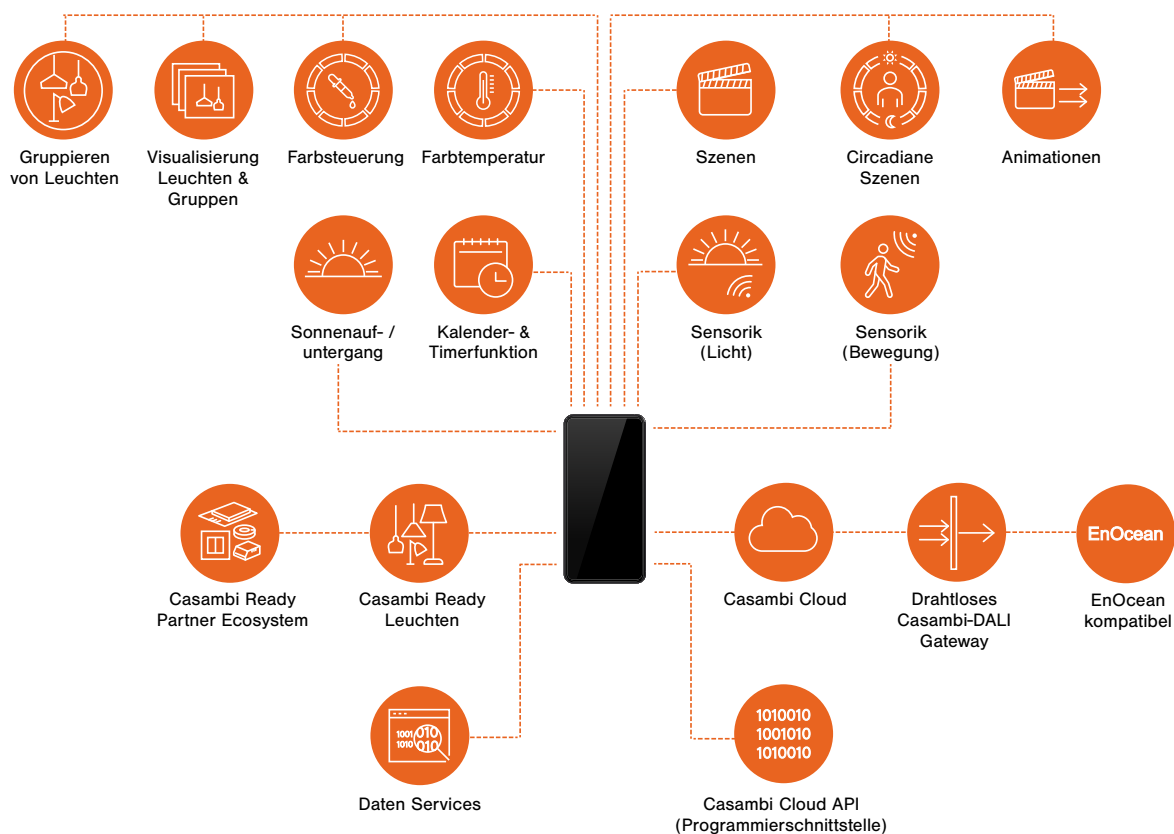 Gruppieren
von Leuchten
Visualisierung
Leuchten &
Gruppen
Farbsteuerung
Farbtemperatur
Szenen
Circadiane
Szenen
Animationen
Sonnenauf- /
untergang
Kalender- &
Timerfunktion
Sensorik
(Licht)
Sensorik
(Bewegung)
Casambi Ready
Partner Ecosystem
Casambi Ready
Leuchten
Casambi Cloud
Drahtloses
Casambi-DALI
Gateway
EnOcean
EnOcean
kompatibel
1001 010
1010 010
Daten Services
1010010
1001010
1010010
Casambi Cloud API
(Programmierschnittstelle)